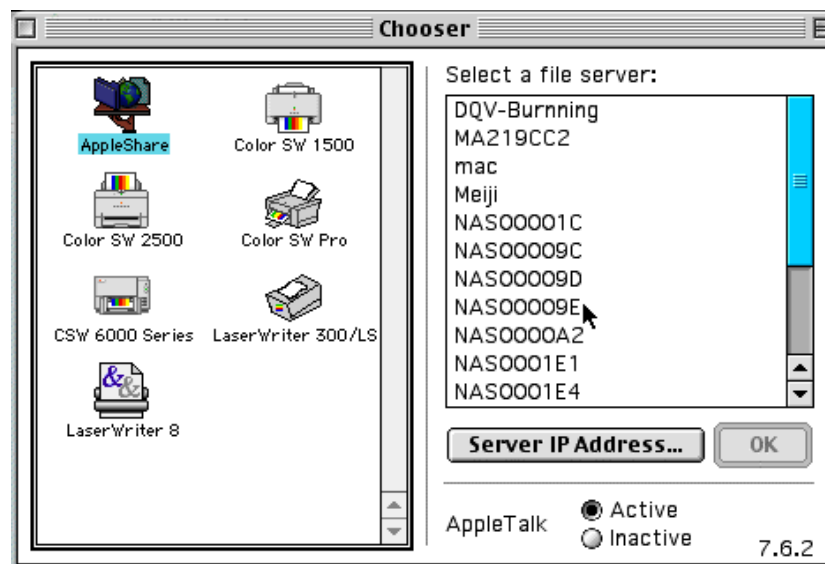 Chooser
AppleShare
Color SW 1500
Color SW 2500
Color SW Pro
CSW 6000 Series
LaserWriter 300/LS
LaserWriter 8
Select a file server:
DQV-Burnning
MA219CC2
mac
Meiji
NAS00001C
NAS00009C
NAS00009D
NAS00009E
NAS0000A2
NAS0001E1
NAS0001E4
Server IP Address...
OK
AppleTalk
Active
Inactive
7.6.2